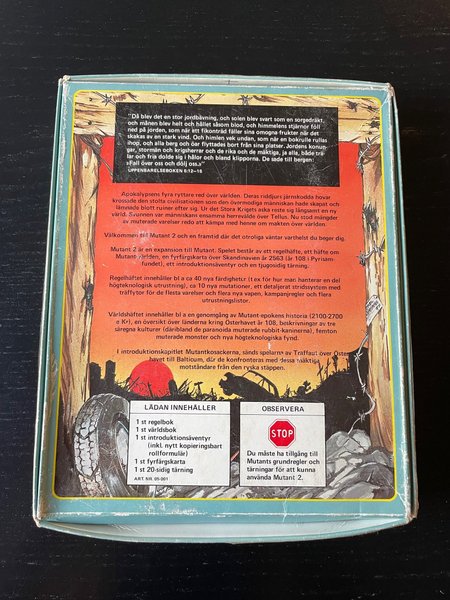 "Då blev det en stor jordbävning, och solen blev svart som en sorgedräkt,
och månen blev helt och hållet såsom blod, och himmelens stjärnor föll
ned på jorden, som när ett fikonträd fäller sina omogna frukter när det
skakas av en stark vind. Och himlen vek undan, som när en bokrulle rullas
ihop, och alla berg och öar flyttades bort från sina platser. Jordens konungar,
stormän och krigsherrar och de rika och de mäktiga, ja alla, både trälar
och fria dolde sig i hålor och bland klipporna. De sade till bergen:
'Fall över oss och dölj oss.'"
UPPENBARELSEBOKEN 6:12–16
Apokalypsens fyra ryttare red över världen. Deras riddjurs järnskodda hovar
krossade den stolta civilisationen som den övermodiga människan hade skapat och
lämnade blott ruiner efter sig. Ur det Stora Krigets aska reste sig långsamt en ny
värld. Svunnen var människans ensamma herravälde över Tellus. Nu stod mängder
av muterade varelser redo att kämpa med henne om makten över världen.
Välkommen till Mutant 2 och en framtid där det otroliga väntar varthelst du beger dig.
Mutant 2 är en expansion till Mutant. Spelet består av ett regelhäfte, ett häfte om
Mutant världen, en fyrfärgskarta över Skandinavien år 2563 (år 108 i Pyrisamfundet),
ett introduktionsäventyr och en tjugosidig tärning.
Regelhäftet innehåller bl a ca 40 nya färdigheter (t ex för hur man hanterar en del
högteknologisk utrustning), ca 10 nya mutationer, ett detaljerat stridssystem med
träfftytor för de flesta varelser och flera nya vapen, kampanjregler och flera
utrustningslistor.
Världshäftet innehåller bl a en genomgång av Mutant-epokens historia (2100-2700
e Kr), en översikt över länderna kring Österhavet år 108, beskrivningar av tre
säregna kulturer (däribland de paranoida muterade rubbit-kaninerna), femton
muterade monster och nya högteknologiska fynd.
I introduktionskapitlet Mutantkosackerna, sänds spelarna av Traffaut över Öster
havet till Balticum, där de konfronteras med dessa mäktiga
motståndare från den ryska stäppen.
LÅDAN INNEHÅLLER
1 st regelbok
1 st världsbok
1 st introduktionsäventyr
(inkl. nytt kopieringsbart
rollformulär)
1 st fyrfärgskarta
1 st 20-sidig tärning
ART. NR. 05-001
OBSERVERA
STOP
Du måste ha tillgång till
Mutants grundregler och
tärningar för att kunna
använda Mutant 2.